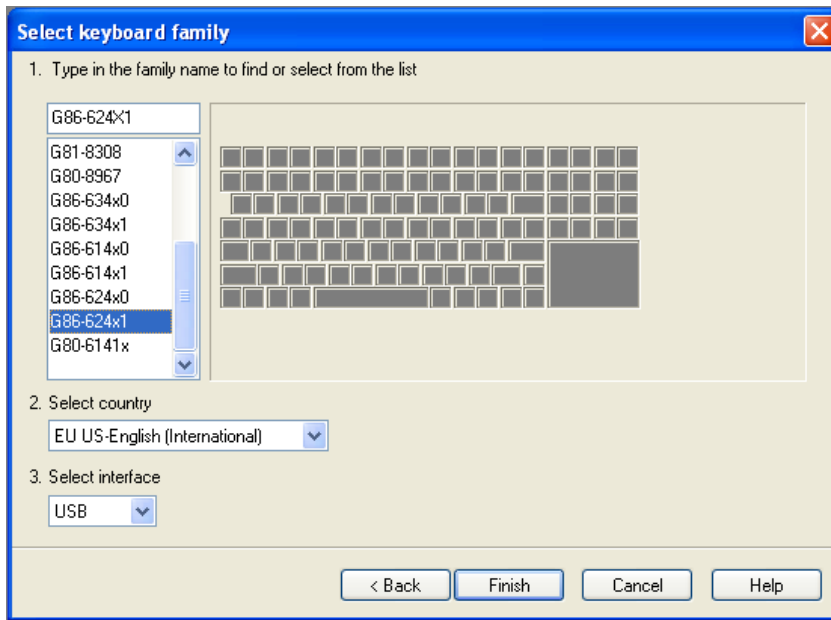 Select keyboard family
1. Type in the family name to find or select from the list
G86-624X1
G81-8308
G80-8967
G86-634x0
G86-634x1
G86-614x0
G86-614x1
G86-624x0
G86-624x1
G80-6141x
2. Select country
EU US-English (International)
3. Select interface
USB
< Back
Finish
Cancel
Help